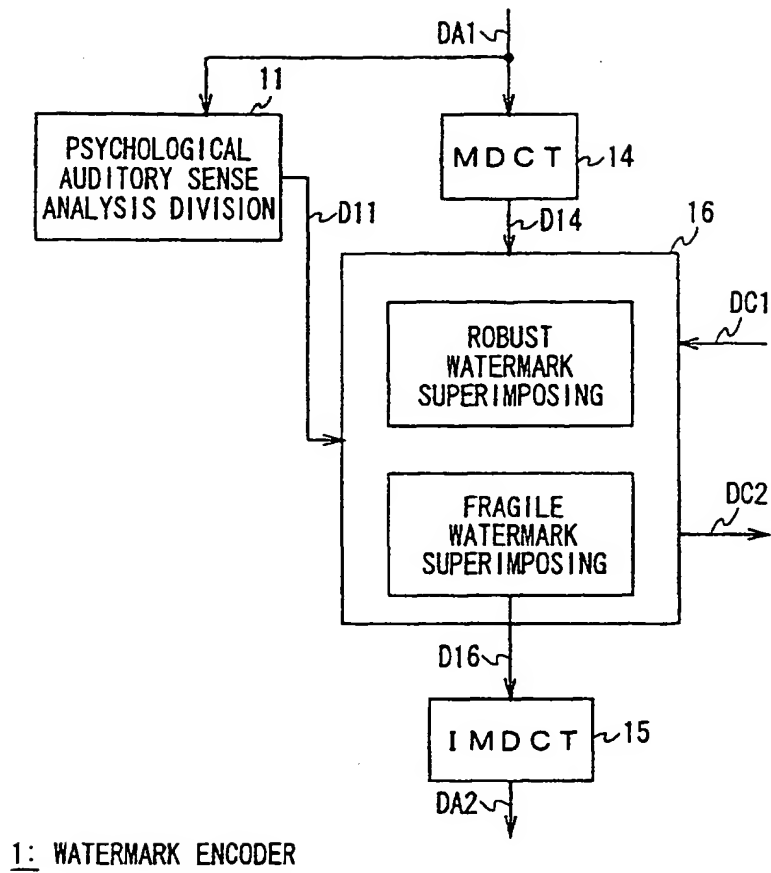 DA1
11
PSYCHOLOGICAL
AUDITORY SENSE
ANALYSIS DIVISION
MDCT
14
D11
D14
16
DC1
ROBUST
WATERMARK
SUPERIMPOSING
DC2
FRAGILE
WATERMARK
SUPERIMPOSING
D16
IMDCT
15
DA2
1: WATERMARK ENCODER